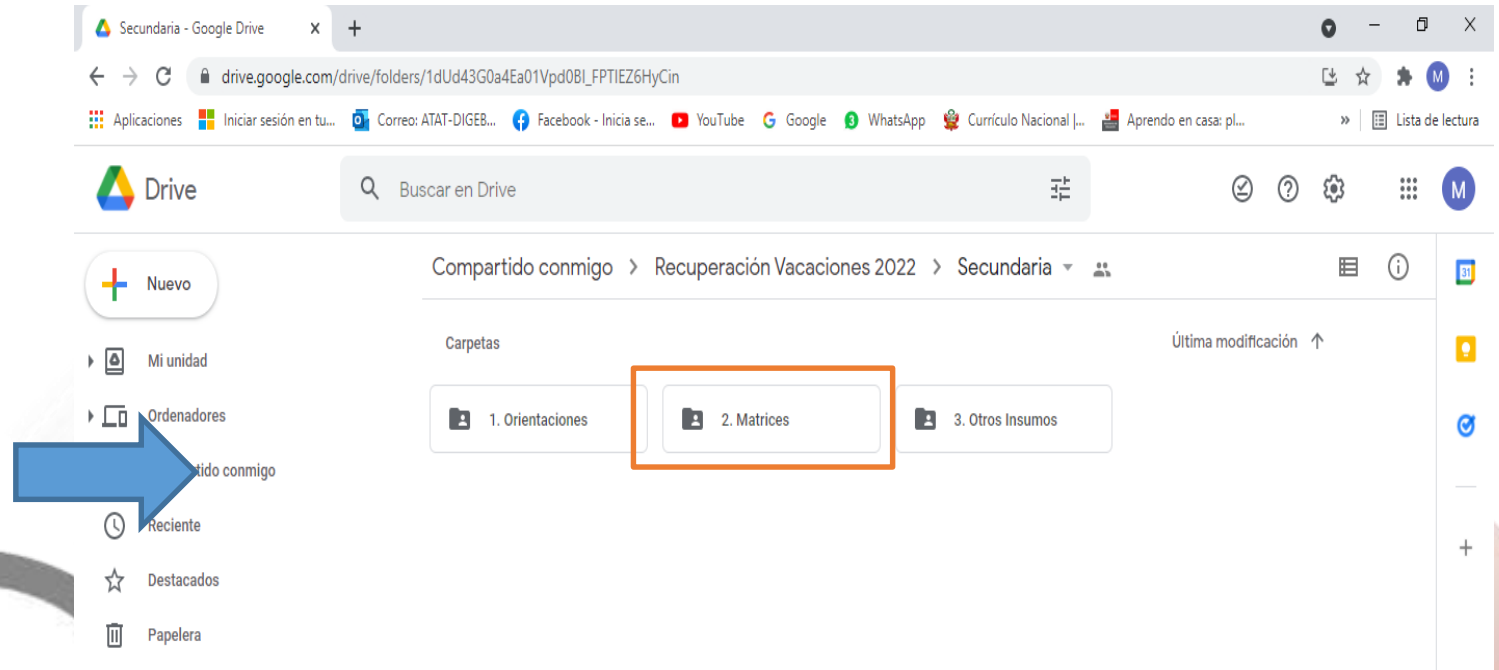 Secundaria - Google Drive
drive.google.com/drive/folders/1dUd43G0a4Ea01Vpd0BI_FPTIEZ6HyCin
M
Aplicaciones Iniciar sesión en tu... Correo: ATAT-DIGEB... Facebook - Inicia se... YouTube Google 3 WhatsApp Currículo Nacional |... Aprendo en casa: pl... » Lista de lectura
Drive Buscar en Drive M
Nuevo
Compartido conmigo > Recuperación Vacaciones 2022 > Secundaria
31
Carpetas Última modificación
Mi unidad
1. Orientaciones 2. Matrices 3. Otros Insumos
Ordenadores
tido conmigo
Reciente
Destacados
Papelera